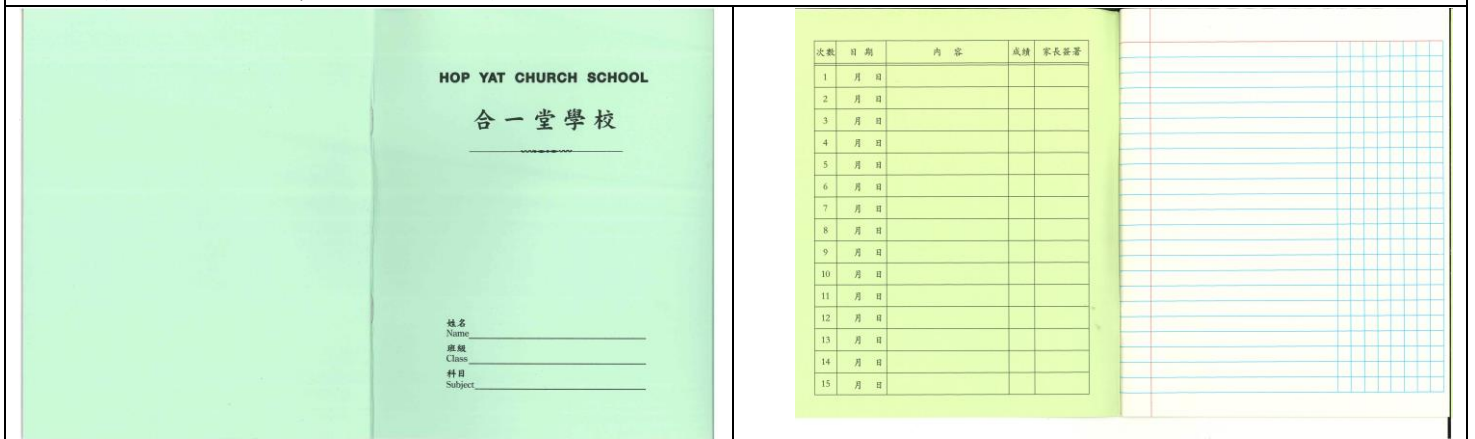 HOP YAT CHURCH SCHOOL
合一堂學校
姓名
Name
班級
Class
科目
Subject
次數 日期 內容 成績 家長簽署
1 月 日
2 月 日
3 月 日
4 月 日
5 月 日
6 月 日
7 月 日
8 月 日
9 月 日
10 月 日
11 月 日
12 月 日
13 月 日
14 月 日
15 月 日